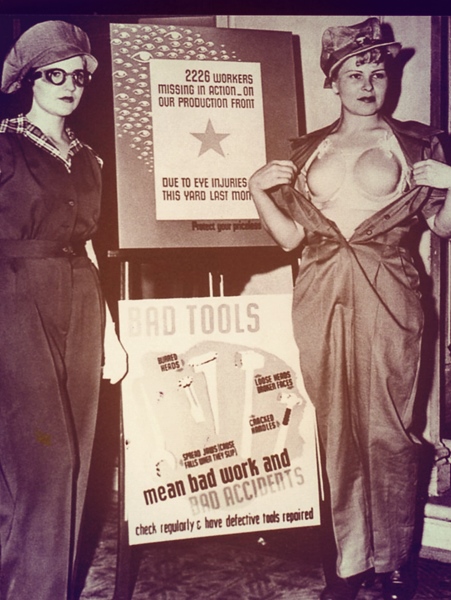 2226 WORKERS
MISSING IN ACTION_ON
OUR PRODUCTION FRONT
DUE TO EYE INJURIES
THIS YARD LAST MON
Protect your priceless
BAD TOOLS
BURRED
HEADS
LOOSE HEADS
BROKEN FACES
CRACKED
HANDLES
SPREAD JAWS (CAUSE
FALLS WHEN THEY SLIP)
mean bad work and
BAD ACCIDENTS
check regularly & have defective tools repaired